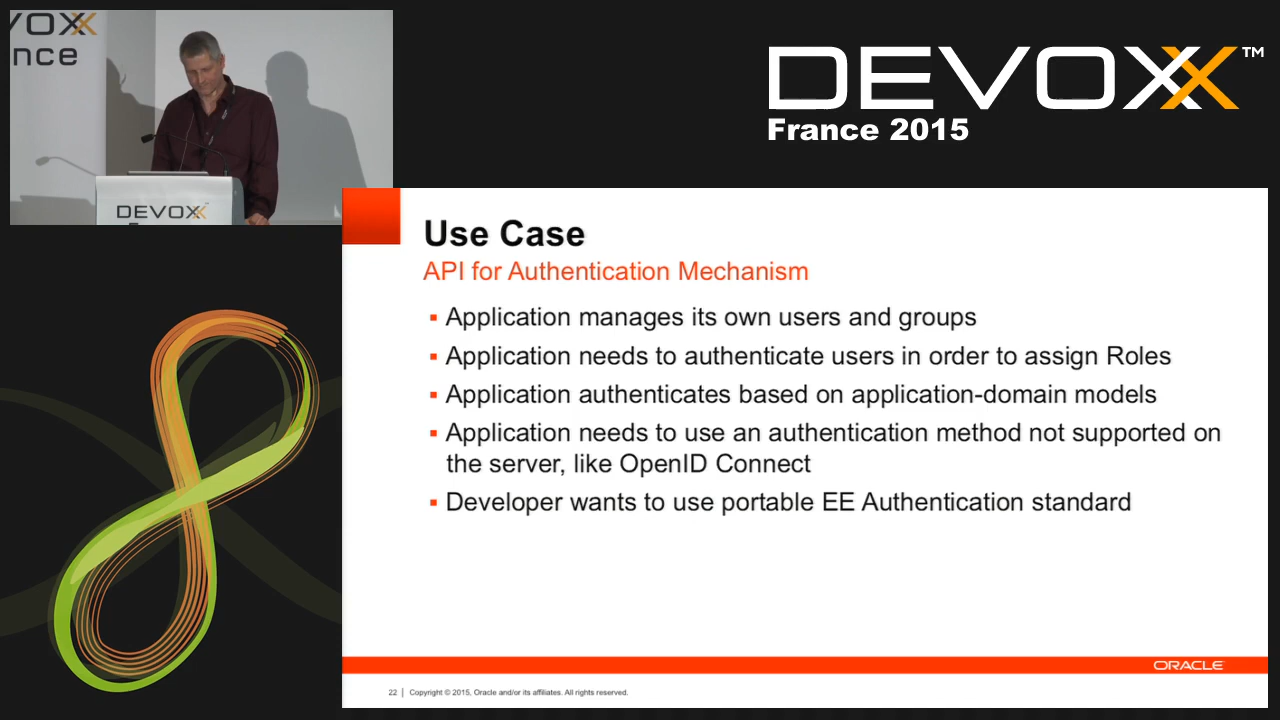 VOXX
nce
DEVOXX
DEVOXX™
France 2015
Use Case
API for Authentication Mechanism
▪ Application manages its own users and groups
▪ Application needs to authenticate users in order to assign Roles
▪ Application authenticates based on application-domain models
▪ Application needs to use an authentication method not supported on
the server, like OpenID Connect
▪ Developer wants to use portable EE Authentication standard
ORACLE
22 | Copyright © 2015, Oracle and/or its affiliates. All rights reserved.